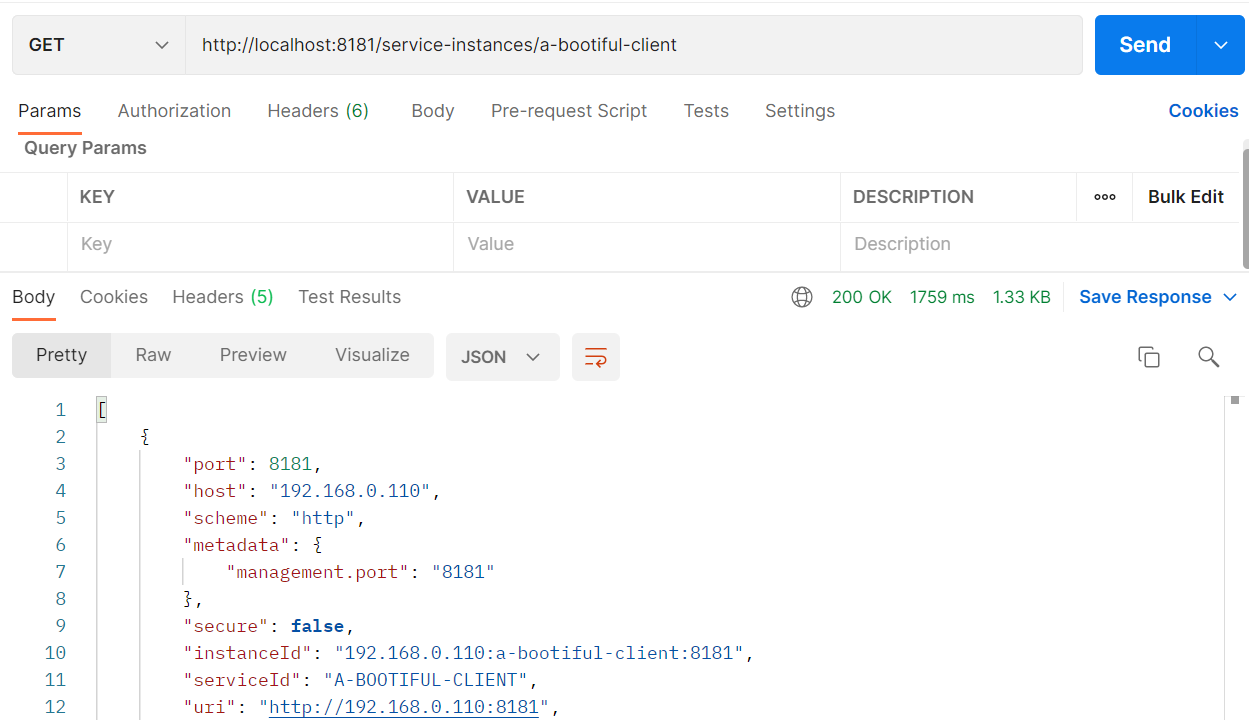 GET http://localhost:8181/service-instances/a-bootiful-client Send
Params Authorization Headers (6) Body Pre-request Script Tests Settings Cookies
Query Params
KEY VALUE DESCRIPTION ooo Bulk Edit
Key Value Description
Body Cookies Headers (5) Test Results 200 OK 1759 ms 1.33 KB Save Response
Pretty Raw Preview Visualize JSON
1 [
2 {
3 "port": 8181,
4 "host": "192.168.0.110",
5 "scheme": "http",
6 "metadata": {
7 "management.port": "8181"
8 },
9 "secure": false,
10 "instanceId": "192.168.0.110:a-bootiful-client:8181",
11 "serviceId": "A-BOOTIFUL-CLIENT",
12 "uri": "http://192.168.0.110:8181",